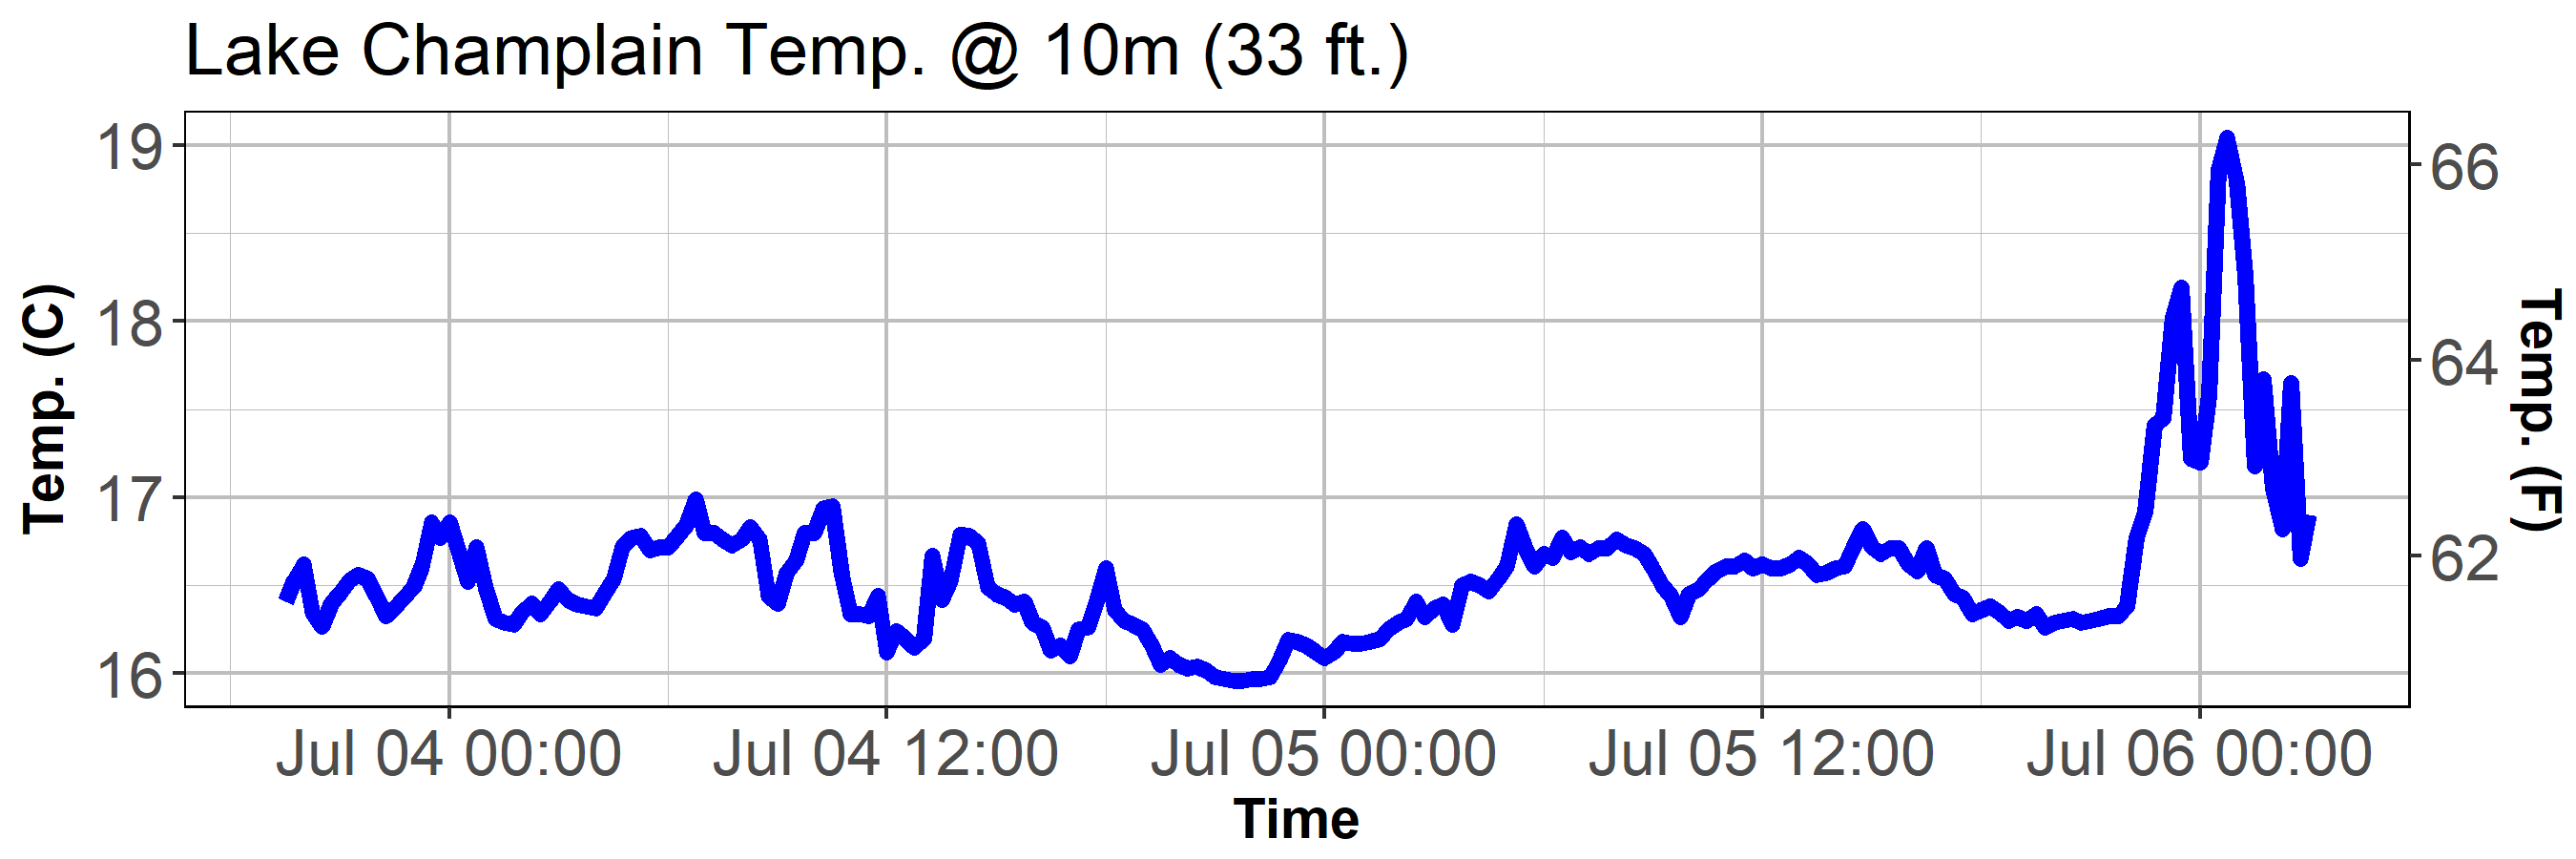 Lake Champlain Temp. @ 10m (33 ft.)
19
18
17
16
Temp. (C)
66
64
62
Temp. (F)
Jul 04 00:00 Jul 04 12:00 Jul 05 00:00 Jul 05 12:00 Jul 06 00:00
Time